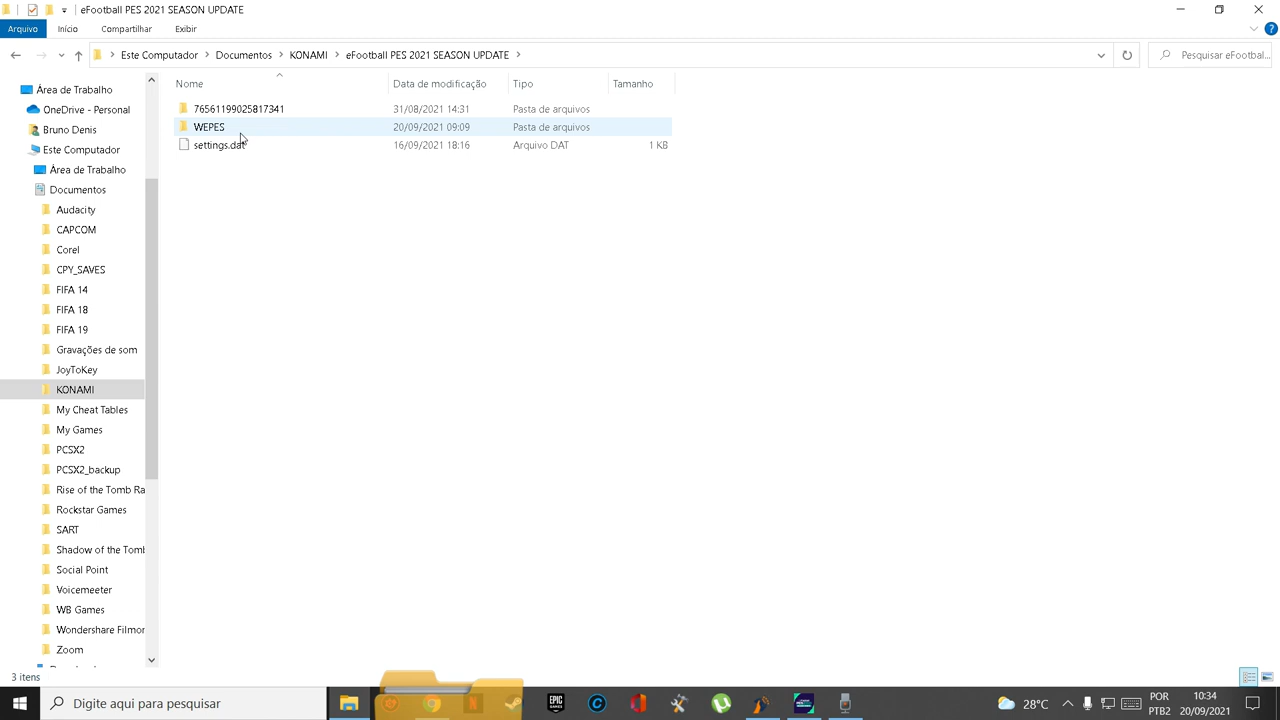 eFootball PES 2021 SEASON UPDATE
Arquivo Início Compartilhar Exibir
Este Computador Documentos KONAMI eFootball PES 2021 SEASON UPDATE
Pesquisar eFootbal...
Nome Data de modificação Tipo Tamanho
76561199025817341 31/08/2021 14:31 Pasta de arquivos
WEPES 20/09/2021 09:09 Pasta de arquivos
settings.dat 16/09/2021 18:16 Arquivo DAT 1 KB
Área de Trabalho
OneDrive - Personal
Bruno Denis
Este Computador
Área de Trabalho
Documentos
Audacity
CAPCOM
Corel
CPY_SAVES
FIFA 14
FIFA 18
FIFA 19
Gravações de som
JoyToKey
KONAMI
My Cheat Tables
My Games
PCSX2
PCSX2_backup
Rise of the Tomb Ra
Rockstar Games
SART
Shadow of the Tomb
Social Point
Voicemeeter
WB Games
Wondershare Filmor
Zoom
3 itens
Digite aqui para pesquisar
EPIC GAMES
28°C
POR
PTB2
10:34
20/09/2021